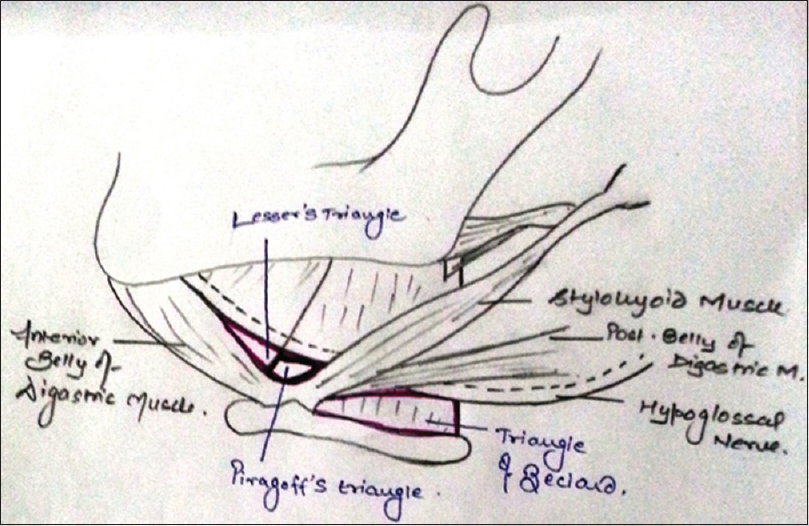 Lesser's Triangle
Stylohyoid Muscle
Post. Belly of
Digastric M.
Anterior
Belly of
Digastric Muscle.
Hypoglossal
Nerve.
Triangle
of Beclard.
Piragoff's triangle.